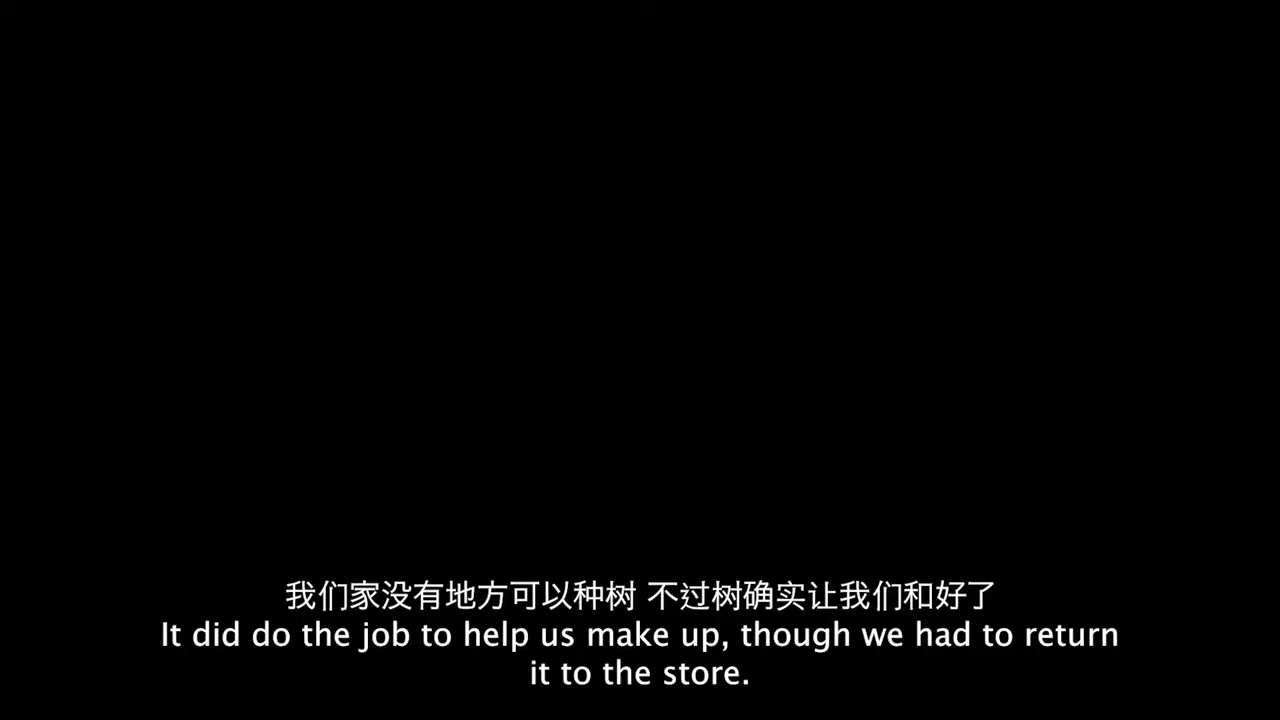 我们家没有地方可以种树 不过树确实让我们和好了
It did do the job to help us make up, though we had to return
it to the store.